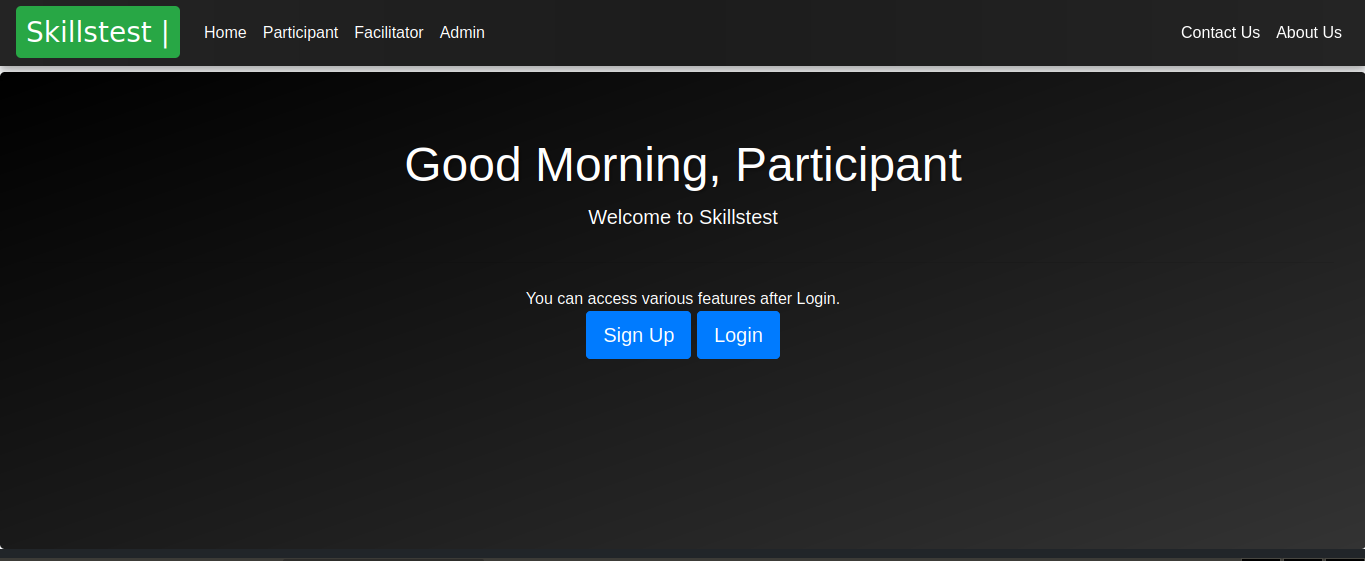 Skillstest |
Home Participant Facilitator Admin
Contact Us About Us
Good Morning, Participant
Welcome to Skillstest
You can access various features after Login.
Sign Up
Login